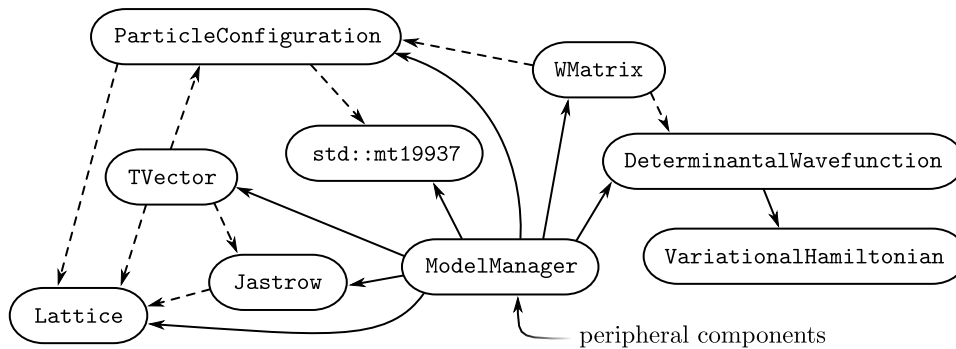 ParticleConfiguration
WMatrix
std::mt19937
DeterminantalWavefunction
TVector
VariationalHamiltonian
ModelManager
Jastrow
Lattice
peripheral components